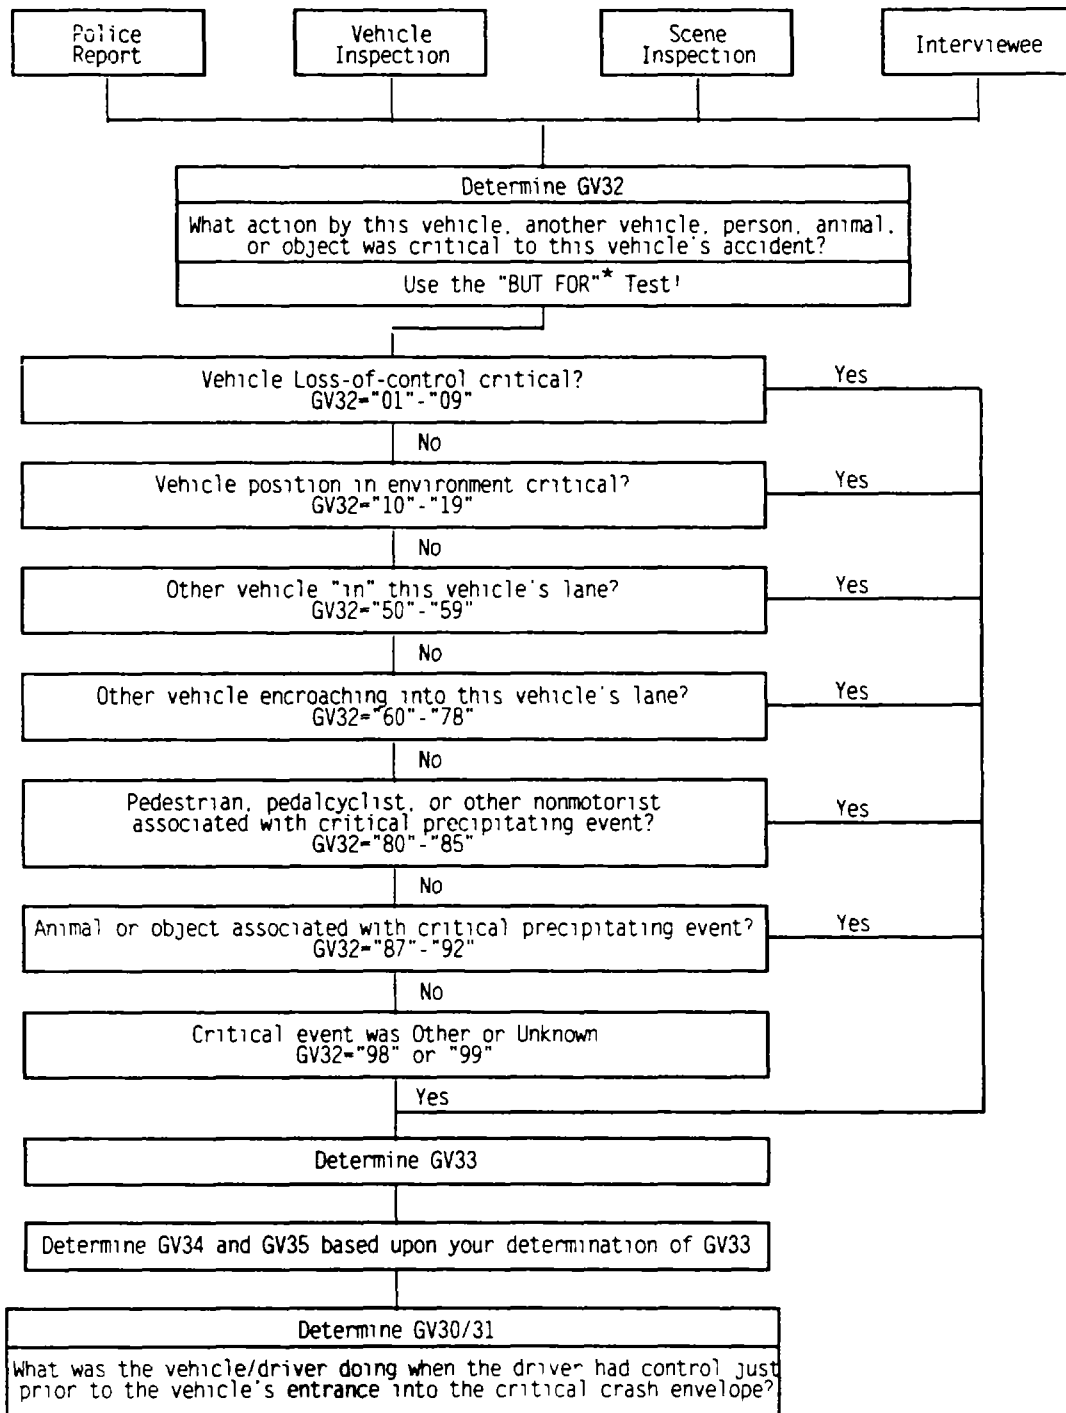 Police
Report
Vehicle
Inspection
Scene
Inspection
Interviewee
Determine GV32
What action by this vehicle, another vehicle, person, animal,
or object was critical to this vehicle's accident?
Use the "BUT FOR"* Test!
Vehicle Loss-of-control critical?
GV32="01"-"09"
Yes
No
Vehicle position in environment critical?
GV32="10"-"19"
Yes
No
Other vehicle "in" this vehicle's lane?
GV32="50"-"59"
Yes
No
Other vehicle encroaching into this vehicle's lane?
GV32="60"-"78"
Yes
No
Pedestrian, pedalcyclist, or other nonmotorist
associated with critical precipitating event?
GV32="80"-"85"
Yes
No
Animal or object associated with critical precipitating event?
GV32="87"-"92"
Yes
No
Critical event was Other or Unknown
GV32="98" or "99"
Yes
Determine GV33
Determine GV34 and GV35 based upon your determination of GV33
Determine GV30/31
What was the vehicle/driver doing when the driver had control just
prior to the vehicle's entrance into the critical crash envelope?